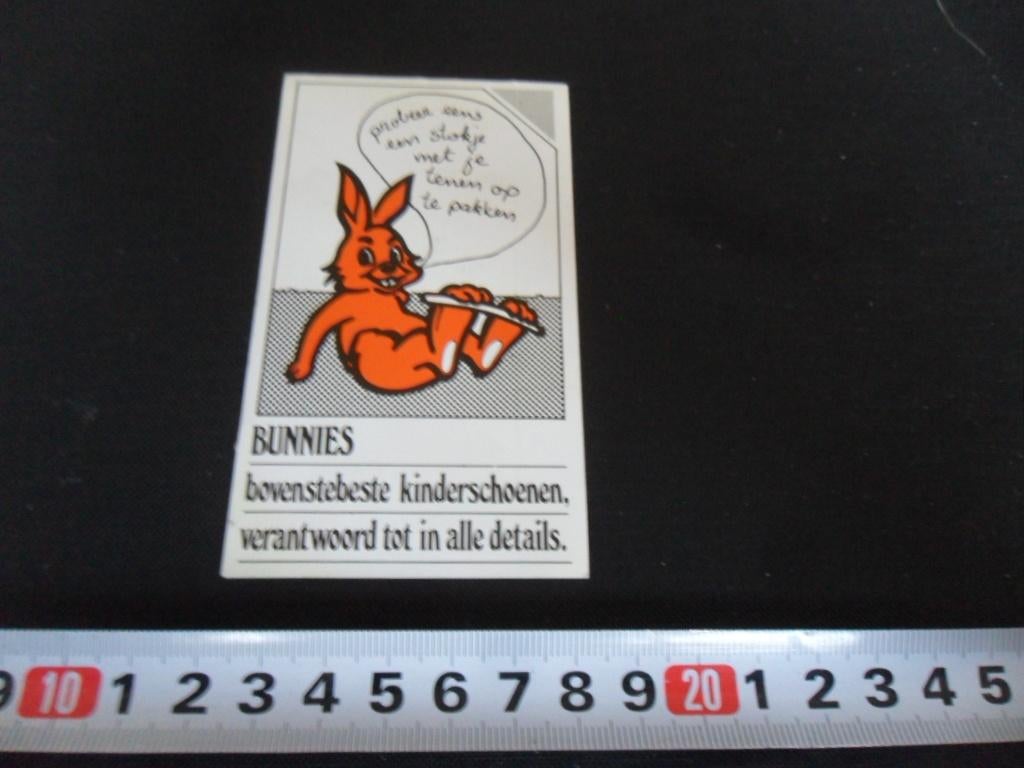 probeer eens
een stokje
met je
tenen op
te pakken
BUNNIES
bovenstebeste kinderschoenen,
verantwoord tot in alle details.
9 10 1 2 3 4 5 6 7 8 9 20 1 2 3 4 5